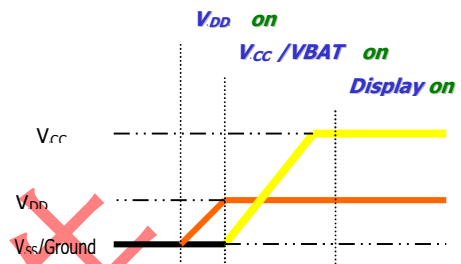 VDD on
VCC /VBAT on
Display on
VCC
VDD
VSS/Ground